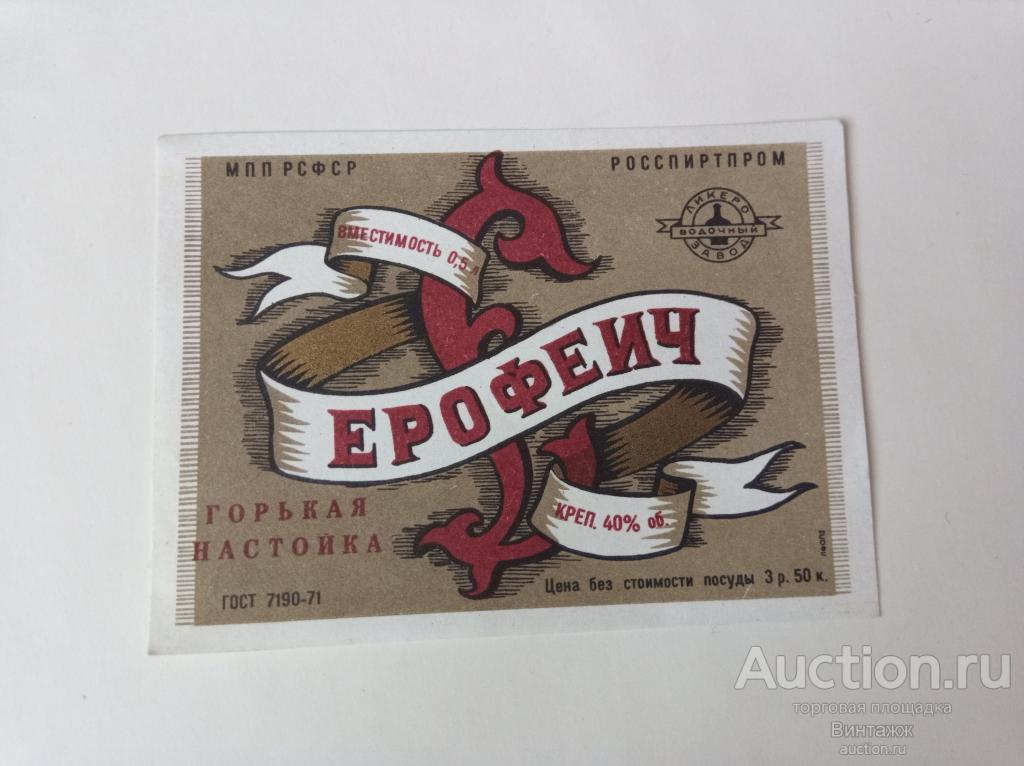 МПП РСФСР
РОССПИРТПРОМ
ЛИКЕРО
ВОДОЧНЫЙ
ЗАВОД
ВМЕСТИМОСТЬ 0,5 л
ЕРОФЕИЧ
ГОРЬКАЯ
НАСТОЙКА
КРЕП. 40% об.
ГОСТ 7190-71
Цена без стоимости посуды 3 р. 50 к.
Auction.ru
торговая площадка
Винтажж
auction.ru